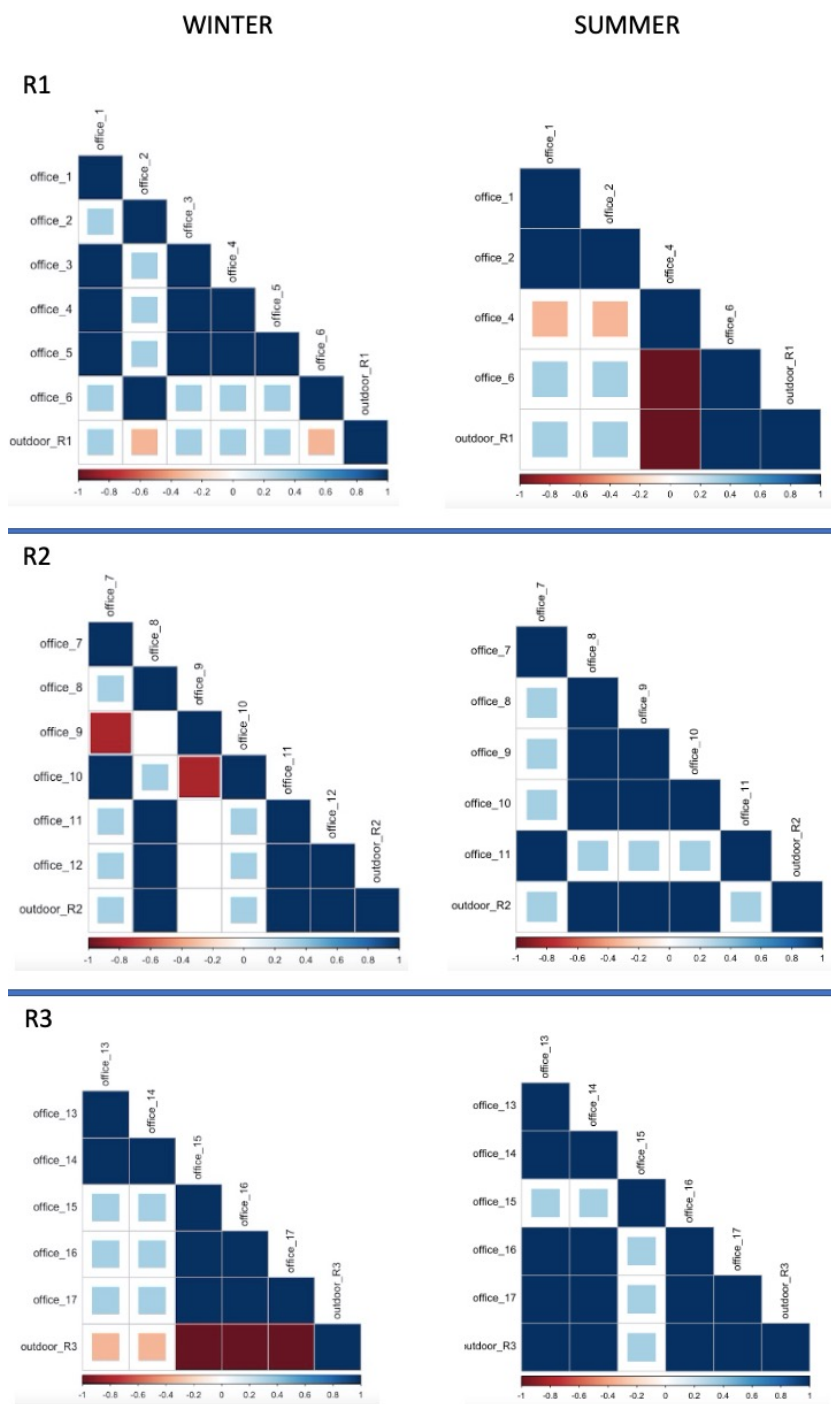 WINTER SUMMER
R1
office_1
office_2
office_3
office_4
office_5
office_6
outdoor_R1
office_1
office_2
office_3
office_4
office_5
office_6
outdoor_R1
-1 -0.8 -0.6 -0.4 -0.2 0 0.2 0.4 0.6 0.8 1
office_1
office_2
office_4
office_6
outdoor_R1
office_1
office_2
office_4
office_6
outdoor_R1
-1 -0.8 -0.6 -0.4 -0.2 0 0.2 0.4 0.6 0.8 1
R2
office_7
office_8
office_9
office_10
office_11
office_12
outdoor_R2
office_7
office_8
office_9
office_10
office_11
office_12
outdoor_R2
-1 -0.8 -0.6 -0.4 -0.2 0 0.2 0.4 0.6 0.8 1
office_7
office_8
office_9
office_10
office_11
outdoor_R2
office_7
office_8
office_9
office_10
office_11
outdoor_R2
-1 -0.8 -0.6 -0.4 -0.2 0 0.2 0.4 0.6 0.8 1
R3
office_13
office_14
office_15
office_16
office_17
outdoor_R3
office_13
office_14
office_15
office_16
office_17
outdoor_R3
-1 -0.8 -0.6 -0.4 -0.2 0 0.2 0.4 0.6 0.8 1
office_13
office_14
office_15
office_16
office_17
outdoor_R3
office_13
office_14
office_15
office_16
office_17
utdoor_R3
-1 -0.8 -0.6 -0.4 -0.2 0 0.2 0.4 0.6 0.8 1